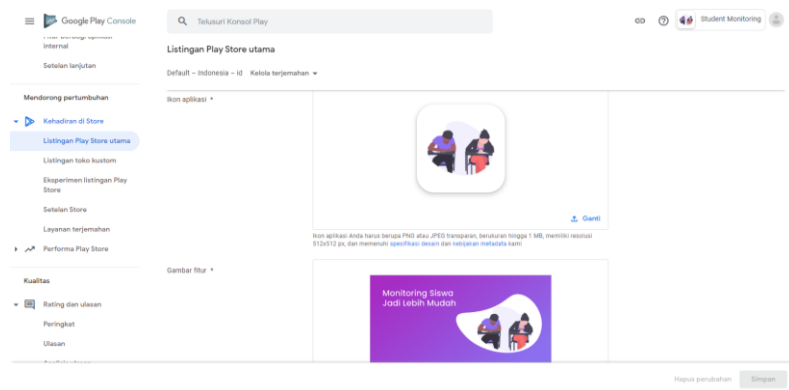 Google Play Console
Telusuri Konsol Play
Student Monitoring
internal
Setelan lanjutan
Mendorong pertumbuhan
Kehadiran di Store
Listingan Play Store utama
Listingan toko kustom
Eksperimen listingan Play
Store
Setelan Store
Layanan terjemahan
Performa Play Store
Kualitas
Rating dan ulasan
Peringkat
Ulasan
Listingan Play Store utama
Default – Indonesia – id Kelola terjemahan
Ikon aplikasi *
Ganti
Ikon aplikasi Anda harus berupa PNG atau JPEG transparan, berukuran hingga 1 MB, memiliki resolusi
512x512 px, dan memenuhi spesifikasi desain dan kebijakan metadata kami
Gambar fitur *
Monitoring Siswa
Jadi Lebih Mudah
Hapus perubahan
Simpan